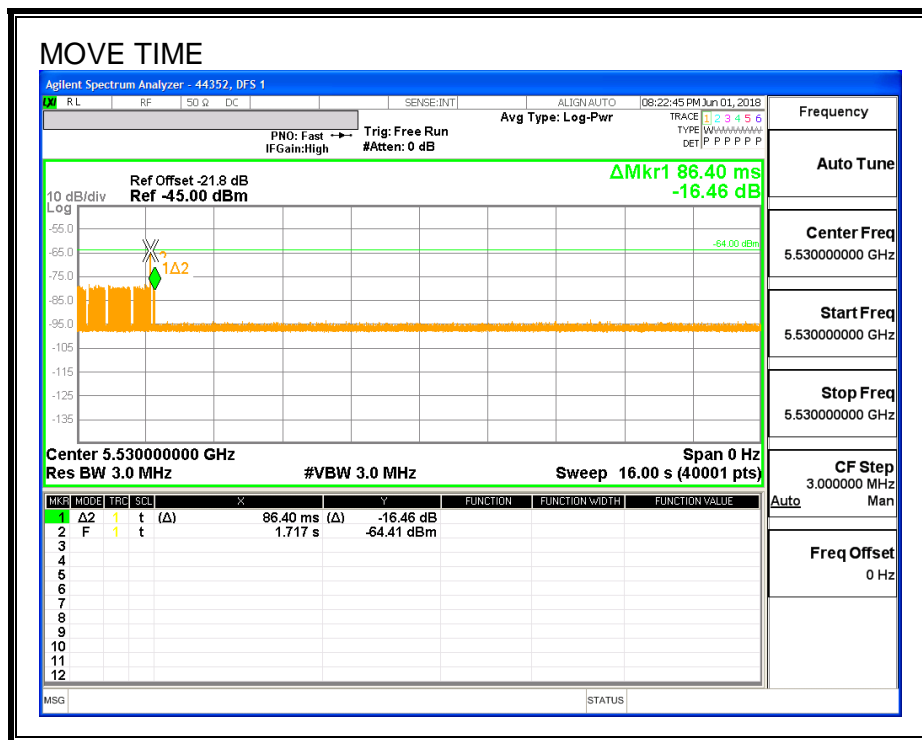 MOVE TIME
Agilent Spectrum Analyzer - 44352, DFS 1
LXI RL RF 50 Ω DC SENSE:INT ALIGN AUTO 08:22:45 PM Jun 01, 2018
Avg Type: Log-Pwr
TRACE 1 2 3 4 5 6
TYPE WWWWWW
DET P P P P P P
PNO: Fast Trig: Free Run
IFGain:High #Atten: 0 dB
ΔMkr1 86.40 ms
-16.46 dB
Ref Offset -21.8 dB
10 dB/div Ref -45.00 dBm
Log
-55.0
-64.00 dBm
-65.0
1Δ2
-75.0
-85.0
-95.0
-105
-115
-125
-135
Center 5.530000000 GHz Span 0 Hz
Res BW 3.0 MHz #VBW 3.0 MHz Sweep 16.00 s (40001 pts)
MKR MODE TRC SCL X Y FUNCTION FUNCTION WIDTH FUNCTION VALUE
1 Δ2 1 t (Δ) 86.40 ms (Δ) -16.46 dB
2 F 1 t 1.717 s -64.41 dBm
3
4
5
6
7
8
9
10
11
12
MSG STATUS
Frequency
Auto Tune
Center Freq
5.530000000 GHz
Start Freq
5.530000000 GHz
Stop Freq
5.530000000 GHz
CF Step
3.000000 MHz
Auto Man
Freq Offset
0 Hz